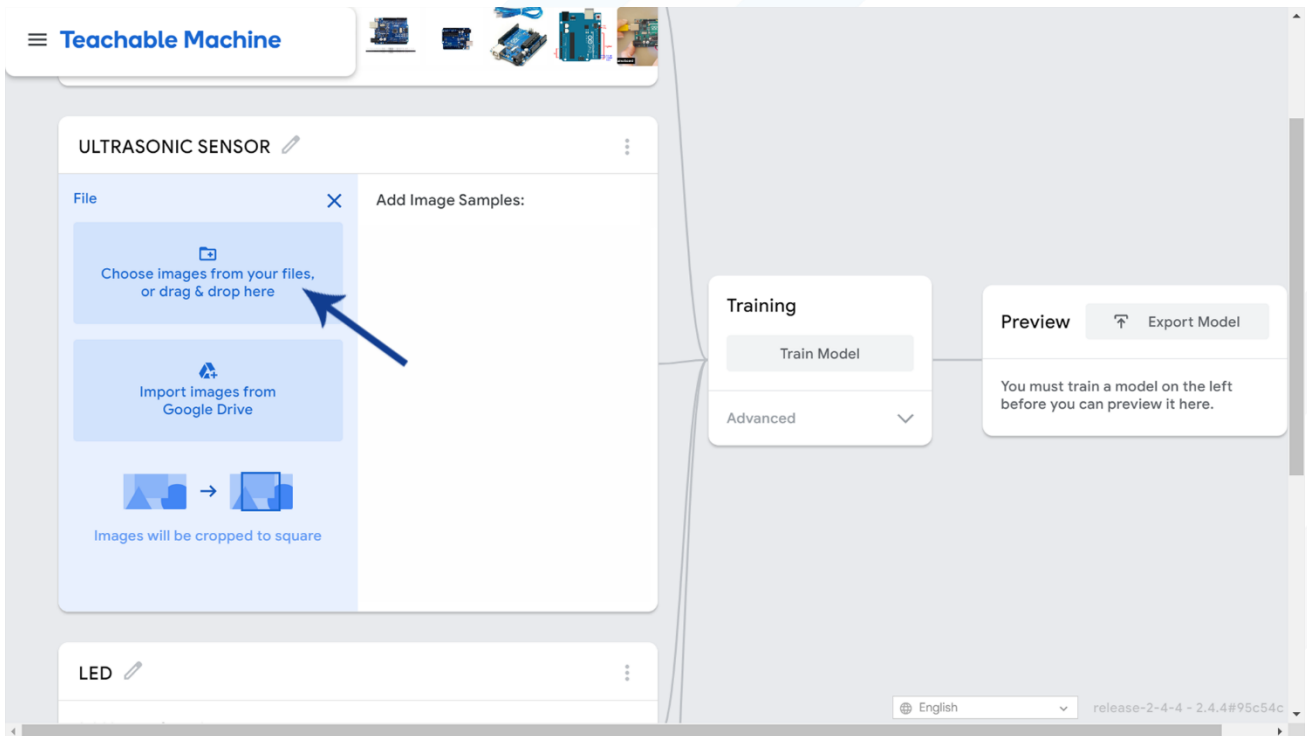 Teachable Machine
ULTRASONIC SENSOR
File
Choose images from your files,
or drag & drop here
Import images from
Google Drive
Images will be cropped to square
Add Image Samples:
Training
Train Model
Advanced
Preview
Export Model
You must train a model on the left
before you can preview it here.
LED
English
release-2-4-4 - 2.4.4#95c54c